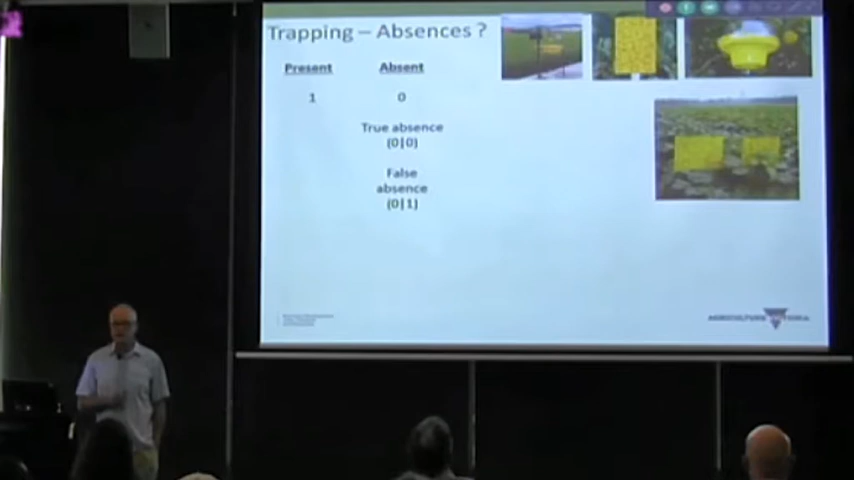 Trapping – Absences ?
Present Absent
1 0
True absence
(0|0)
False
absence
(0|1)
AGRICULTURE VICTORIA